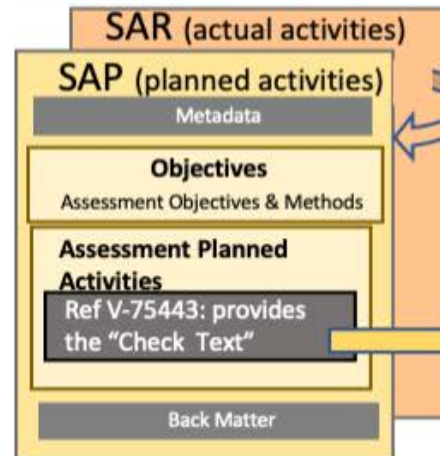 SAR (actual activities)
SAP (planned activities)
Metadata
Objectives
Assessment Objectives & Methods
Assessment Planned
Activities
Ref V-75443: provides
the “Check Text”
Back Matter